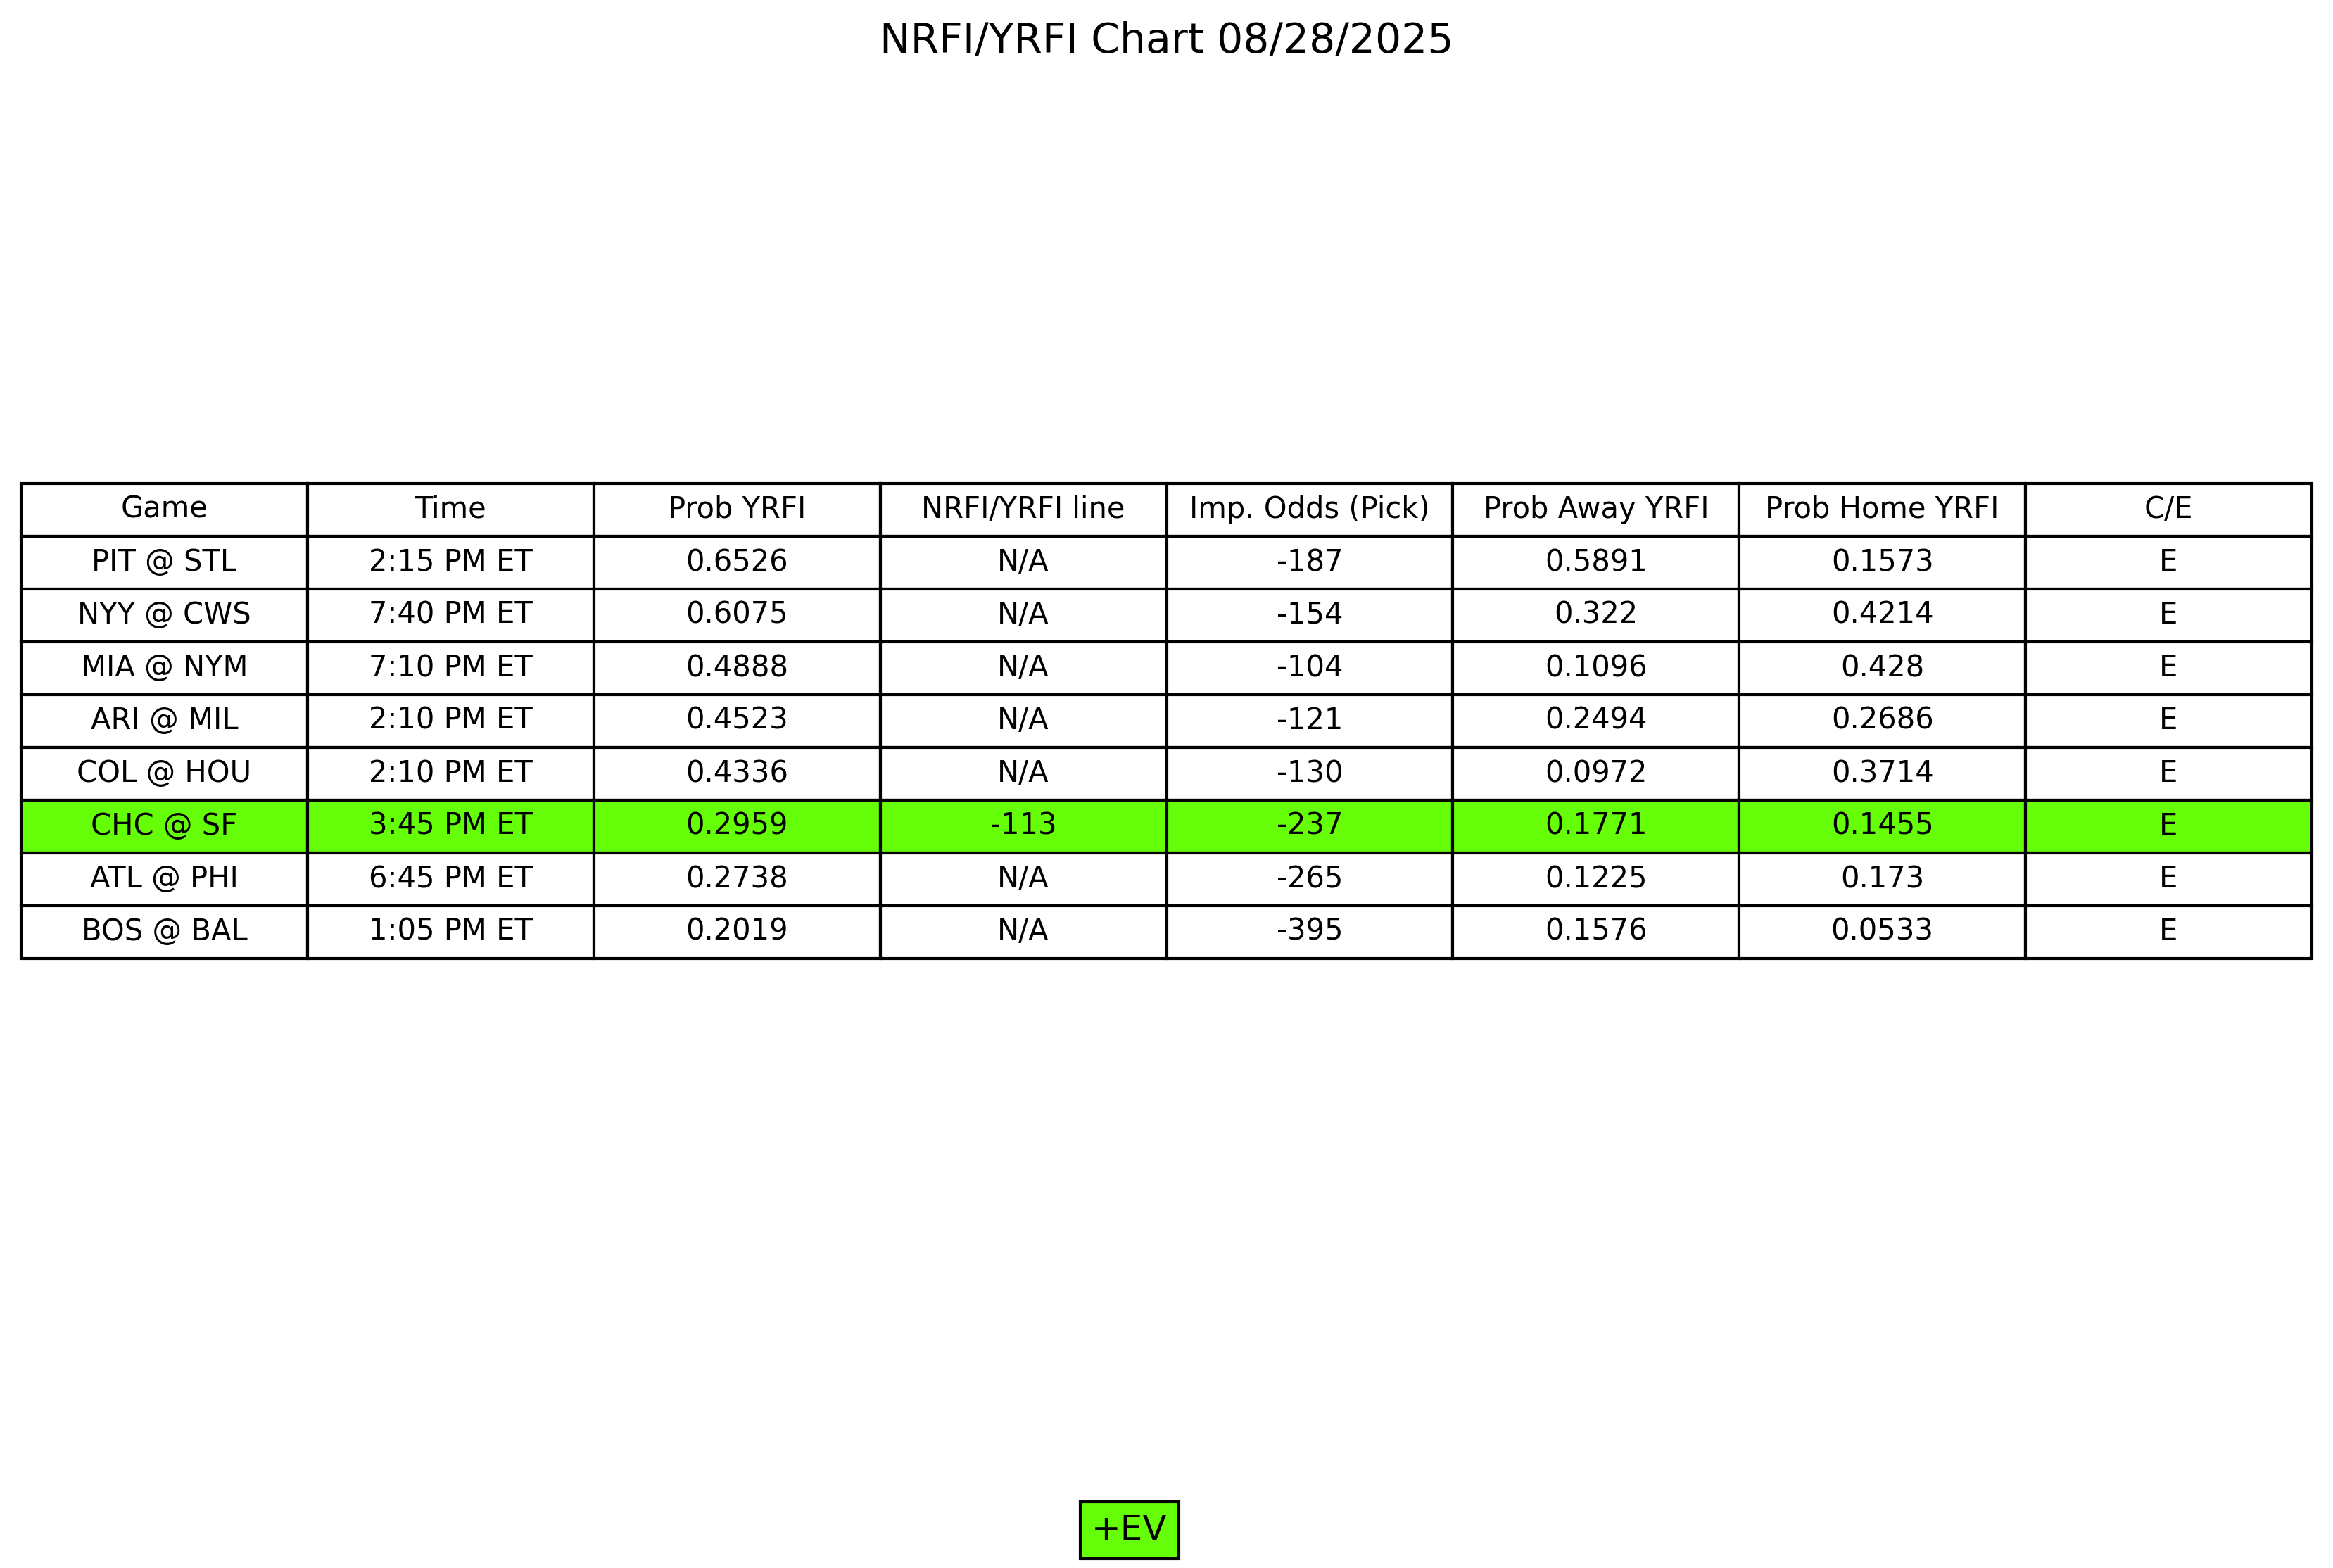 NRFI/YRFI Chart 08/28/2025
Game Time Prob YRFI NRFI/YRFI line Imp. Odds (Pick) Prob Away YRFI Prob Home YRFI C/E
PIT @ STL 2:15 PM ET 0.6526 N/A -187 0.5891 0.1573 E
NYY @ CWS 7:40 PM ET 0.6075 N/A -154 0.322 0.4214 E
MIA @ NYM 7:10 PM ET 0.4888 N/A -104 0.1096 0.428 E
ARI @ MIL 2:10 PM ET 0.4523 N/A -121 0.2494 0.2686 E
COL @ HOU 2:10 PM ET 0.4336 N/A -130 0.0972 0.3714 E
CHC @ SF 3:45 PM ET 0.2959 -113 -237 0.1771 0.1455 E
ATL @ PHI 6:45 PM ET 0.2738 N/A -265 0.1225 0.173 E
BOS @ BAL 1:05 PM ET 0.2019 N/A -395 0.1576 0.0533 E
+EV